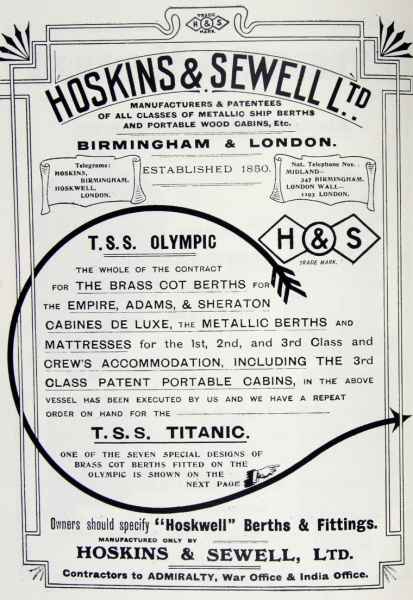 TRADE
H&S
MARK.
HOSKINS & SEWELL LTD
MANUFACTURERS & PATENTEES
OF ALL CLASSES OF METALLIC SHIP BERTHS
AND PORTABLE WOOD CABINS, Etc.
BIRMINGHAM & LONDON.
Telegrams:
HOSKINS,
BIRMINGHAM.
HOSKWELL,
LONDON.
ESTABLISHED 1850.
Nat. Telephone Nos.:
MIDLAND—
347 BIRMINGHAM.
LONDON WALL—
1193 LONDON.
T.S.S. OLYMPIC
H & S
TRADE MARK.
THE WHOLE OF THE CONTRACT
FOR THE BRASS COT BERTHS FOR
THE EMPIRE, ADAMS, & SHERATON
CABINES DE LUXE, THE METALLIC BERTHS AND
MATTRESSES for the 1st, 2nd, and 3rd Class and
CREW'S ACCOMMODATION, INCLUDING THE 3rd
CLASS PATENT PORTABLE CABINS, IN THE ABOVE
VESSEL HAS BEEN EXECUTED BY US AND WE HAVE A REPEAT
ORDER ON HAND FOR THE
T.S.S. TITANIC.
ONE OF THE SEVEN SPECIAL DESIGNS OF
BRASS COT BERTHS FITTED ON THE
OLYMPIC IS SHOWN ON THE
NEXT PAGE
Owners should specify "Hoskwell" Berths & Fittings.
MANUFACTURED ONLY BY
HOSKINS & SEWELL, LTD.
Contractors to ADMIRALTY, War Office & India Office.